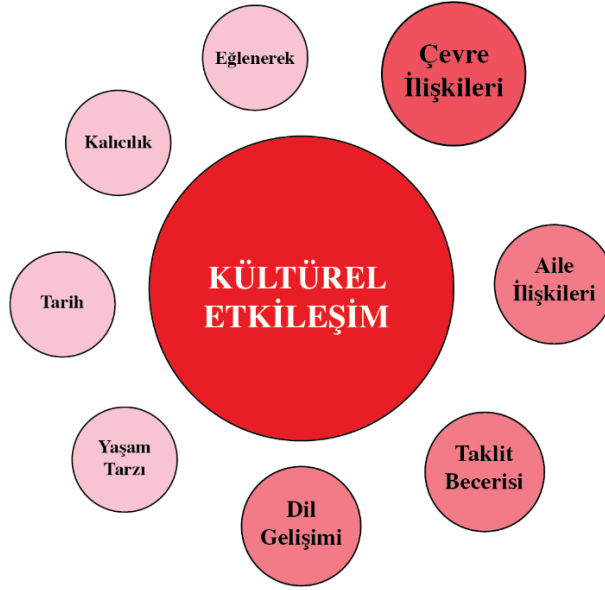 Eğlenerek
Çevre
İlişkileri
Kalıcılık
KÜLTÜREL
ETKİLEŞİM
Aile
İlişkileri
Tarih
Yaşam
Tarzı
Taklit
Becerisi
Dil
Gelişimi